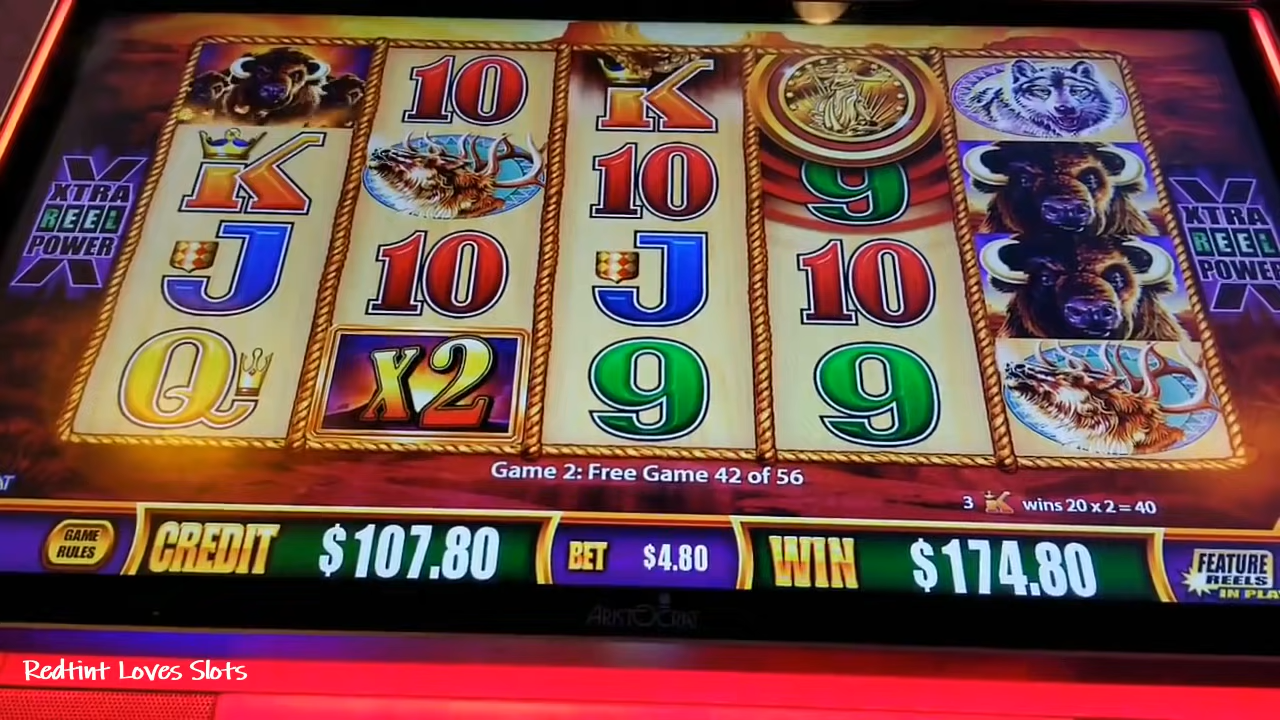 10
K
K
10
9
J
10
J
10
Q
X2
9
9
XTRA
REEL
POWER
XTRA
REEL
POWER
Game 2: Free Game 42 of 56
3 K wins 20 x 2 = 40
GAME
RULES
CREDIT $107.80
BET $4.80
WIN $174.80
FEATURE
REELS
ARISTOCRAT
Redtint Loves Slots